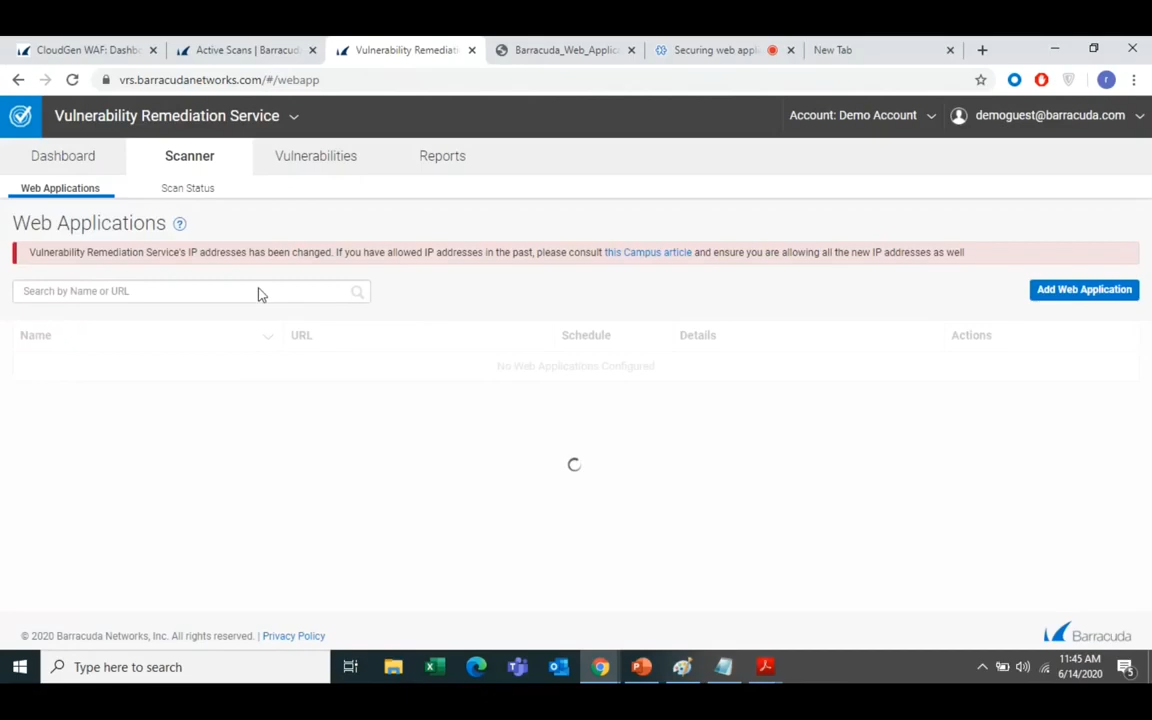 CloudGen WAF: Dashb
Active Scans | Barracud
Vulnerability Remediati
Barracuda_Web_Applic
Securing web appl
New Tab
vrs.barracudanetworks.com/#/webapp
r
Vulnerability Remediation Service
Account: Demo Account
demoguest@barracuda.com
Dashboard
Scanner
Vulnerabilities
Reports
Web Applications
Scan Status
Web Applications ?
Vulnerability Remediation Service's IP addresses has been changed. If you have allowed IP addresses in the past, please consult this Campus article and ensure you are allowing all the new IP addresses as well
Search by Name or URL
Add Web Application
Name
URL
Schedule
Details
Actions
No Web Applications Configured
© 2020 Barracuda Networks, Inc. All rights reserved. | Privacy Policy
Barracuda
Type here to search
11:45 AM
6/14/2020
5